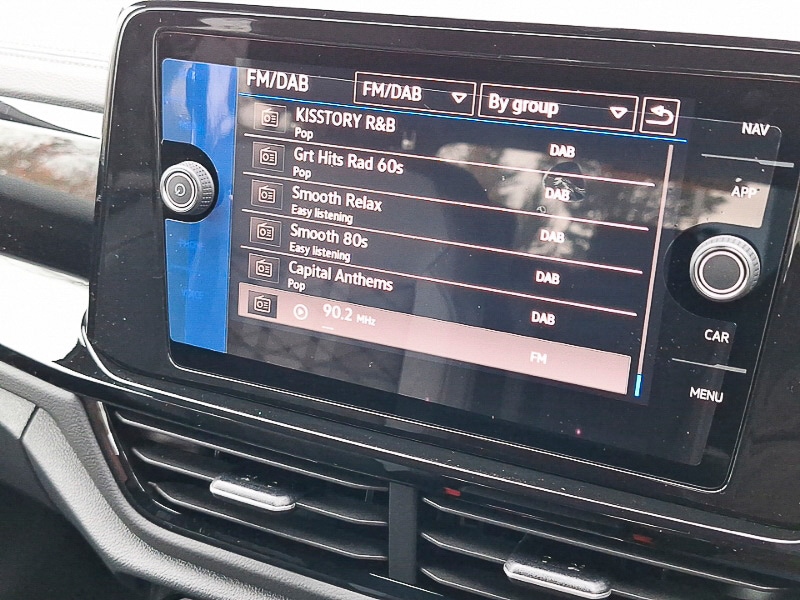 FM/DAB FM/DAB By group
NAV
KISSTORY R&B
Pop
DAB
Grt Hits Rad 60s
Pop
DAB
APP
Smooth Relax
Easy listening
DAB
Smooth 80s
Easy listening
DAB
Capital Anthems
Pop
DAB
90.2 MHz
FM
CAR
MENU